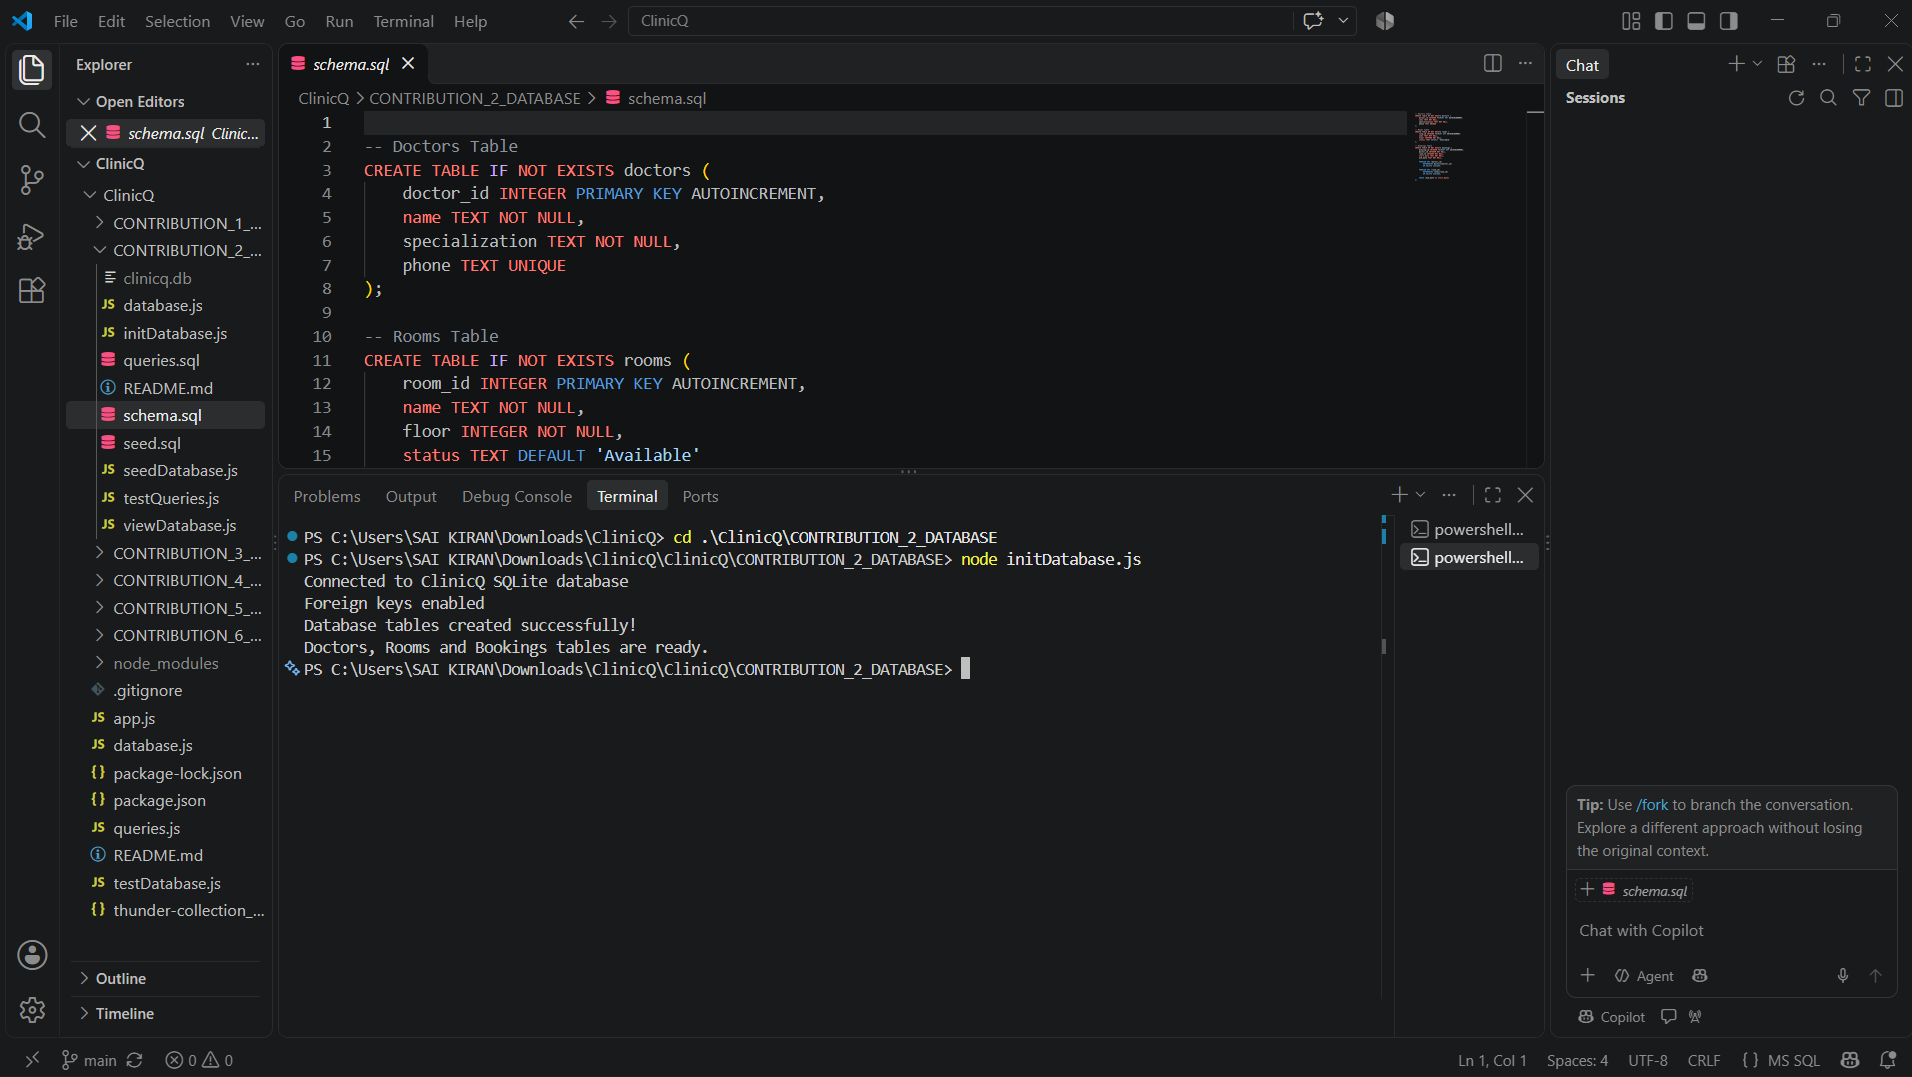 File Edit Selection View Go Run Terminal Help
ClinicQ
Explorer
Open Editors
schema.sql Clinic...
ClinicQ
ClinicQ
CONTRIBUTION_1_...
CONTRIBUTION_2_...
clinicq.db
JS database.js
JS initDatabase.js
queries.sql
README.md
schema.sql
seed.sql
JS seedDatabase.js
JS testQueries.js
JS viewDatabase.js
CONTRIBUTION_3_...
CONTRIBUTION_4_...
CONTRIBUTION_5_...
CONTRIBUTION_6_...
node_modules
.gitignore
JS app.js
JS database.js
{} package-lock.json
{} package.json
JS queries.js
README.md
JS testDatabase.js
{} thunder-collection_...
Outline
Timeline
schema.sql
ClinicQ > CONTRIBUTION_2_DATABASE > schema.sql
1
2 -- Doctors Table
3 CREATE TABLE IF NOT EXISTS doctors (
4 doctor_id INTEGER PRIMARY KEY AUTOINCREMENT,
5 name TEXT NOT NULL,
6 specialization TEXT NOT NULL,
7 phone TEXT UNIQUE
8 );
9
10 -- Rooms Table
11 CREATE TABLE IF NOT EXISTS rooms (
12 room_id INTEGER PRIMARY KEY AUTOINCREMENT,
13 name TEXT NOT NULL,
14 floor INTEGER NOT NULL,
15 status TEXT DEFAULT 'Available'
Problems Output Debug Console Terminal Ports
PS C:\Users\SAI KIRAN\Downloads\ClinicQ> cd .\ClinicQ\CONTRIBUTION_2_DATABASE
PS C:\Users\SAI KIRAN\Downloads\ClinicQ\ClinicQ\CONTRIBUTION_2_DATABASE> node initDatabase.js
Connected to ClinicQ SQLite database
Foreign keys enabled
Database tables created successfully!
Doctors, Rooms and Bookings tables are ready.
PS C:\Users\SAI KIRAN\Downloads\ClinicQ\ClinicQ\CONTRIBUTION_2_DATABASE>
powershell...
powershell...
Chat
Sessions
Tip: Use /fork to branch the conversation.
Explore a different approach without losing
the original context.
schema.sql
Chat with Copilot
Agent
Copilot
main 0 0
Ln 1, Col 1 Spaces: 4 UTF-8 CRLF {} MS SQL